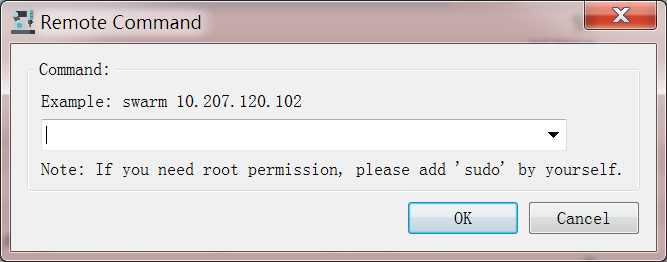 Remote Command
Command:
Example: swarm 10.207.120.102
Note: If you need root permission, please add 'sudo' by yourself.
OK
Cancel